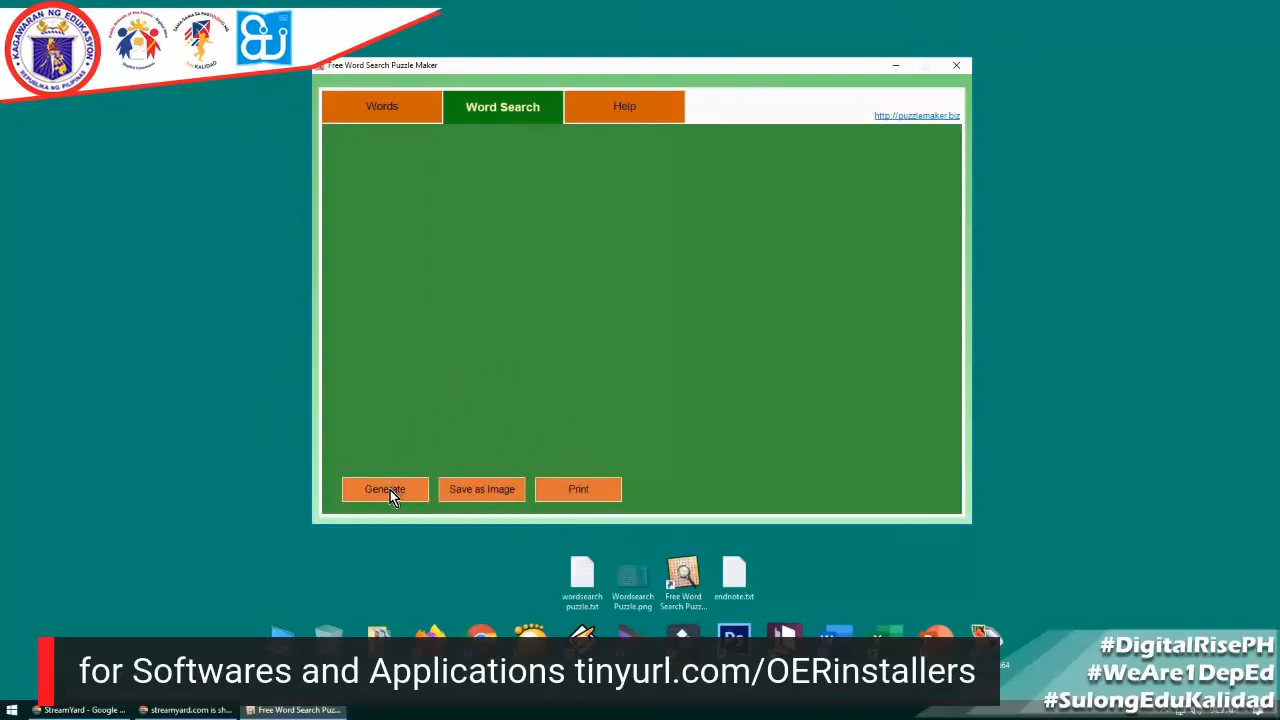 KAGAWARAN NG EDUKASYON
REPUBLIKA NG PILIPINAS
Free Word Search Puzzle Maker
Words
Word Search
Help
http://puzzlemaker.biz
Generate
Save as Image
Print
wordsearch
puzzle.txt
Wordsearch
Puzzle.png
Free Word
Search Puzz...
endnote.txt
for Softwares and Applications tinyurl.com/OERinstallers
#DigitalRisePH
#WeAre1DepEd
#SulongEduKalidad
StreamYard - Google ...
streamyard.com is sh...
Free Word Search Puz...